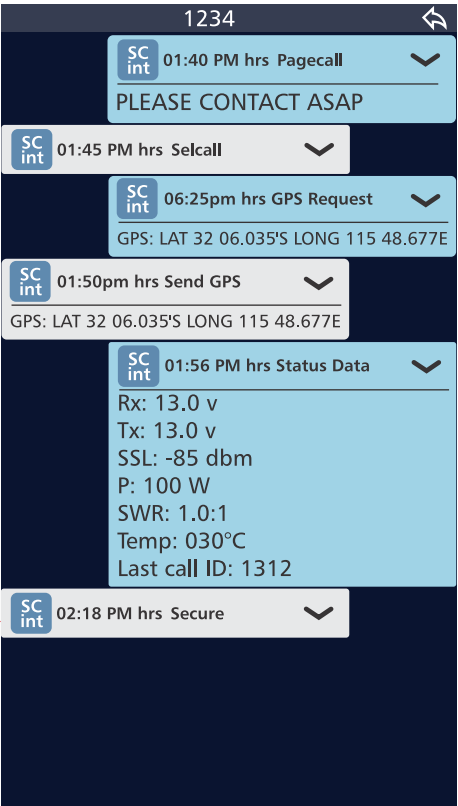 1234
SC int 01:40 PM hrs Pagecall
PLEASE CONTACT ASAP
SC int 01:45 PM hrs Selcall
SC int 06:25pm hrs GPS Request
GPS: LAT 32 06.035'S LONG 115 48.677E
SC int 01:50pm hrs Send GPS
GPS: LAT 32 06.035'S LONG 115 48.677E
SC int 01:56 PM hrs Status Data
Rx: 13.0 v
Tx: 13.0 v
SSL: -85 dbm
P: 100 W
SWR: 1.0:1
Temp: 030°C
Last call ID: 1312
SC int 02:18 PM hrs Secure